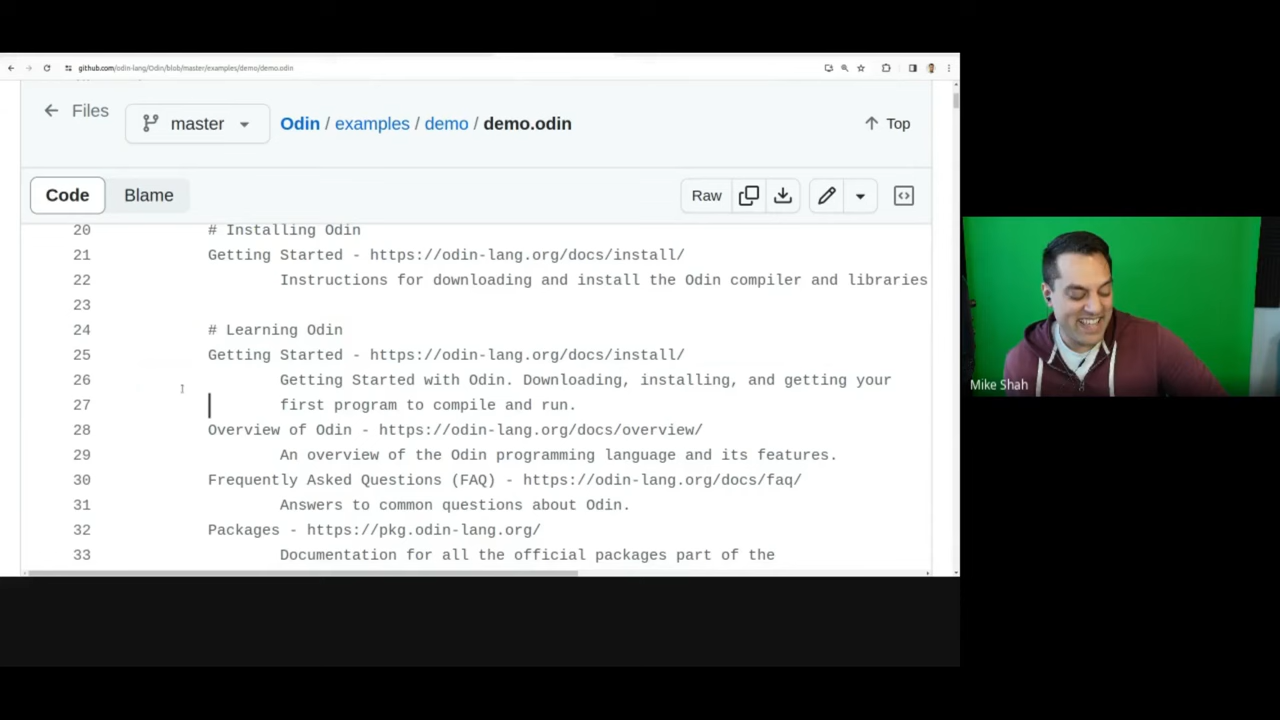 github.com/odin-lang/Odin/blob/master/examples/demo/demo.odin
Files
master
Odin / examples / demo / demo.odin
Top
Code
Blame
Raw
20 # Installing Odin
21 Getting Started - https://odin-lang.org/docs/install/
22 Instructions for downloading and install the Odin compiler and libraries
23
24 # Learning Odin
25 Getting Started - https://odin-lang.org/docs/install/
26 Getting Started with Odin. Downloading, installing, and getting your
27 first program to compile and run.
28 Overview of Odin - https://odin-lang.org/docs/overview/
29 An overview of the Odin programming language and its features.
30 Frequently Asked Questions (FAQ) - https://odin-lang.org/docs/faq/
31 Answers to common questions about Odin.
32 Packages - https://pkg.odin-lang.org/
33 Documentation for all the official packages part of the
Mike Shah